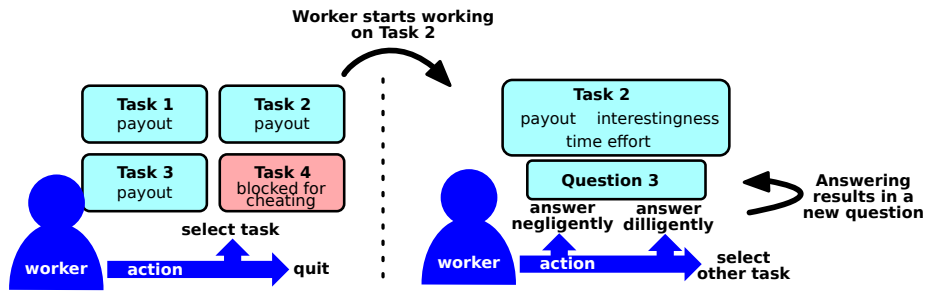 Worker starts working
on Task 2
Task 1
payout
Task 2
payout
Task 3
payout
Task 4
blocked for
cheating
select task
worker
action
quit
Task 2
payout interestingness
time effort
Question 3
answer
negligently
answer
dilligently
Answering
results in a
new question
worker
action
select
other task